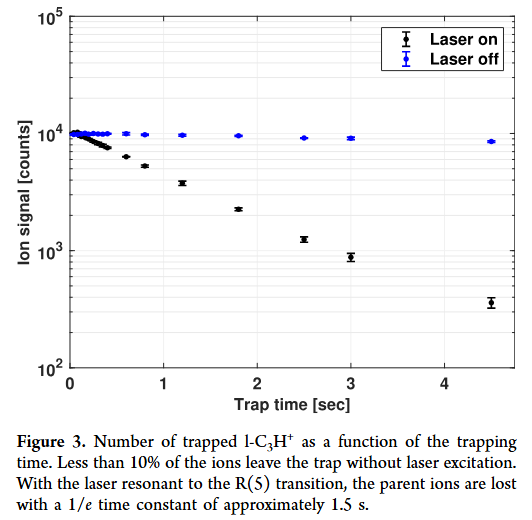 10⁵
Laser on
Laser off
10⁴
10³
10²
Ion signal [counts]
0 1 2 3 4
Trap time [sec]
Figure 3. Number of trapped l-C₃H⁺ as a function of the trapping
time. Less than 10% of the ions leave the trap without laser excitation.
With the laser resonant to the R(5) transition, the parent ions are lost
with a 1/e time constant of approximately 1.5 s.